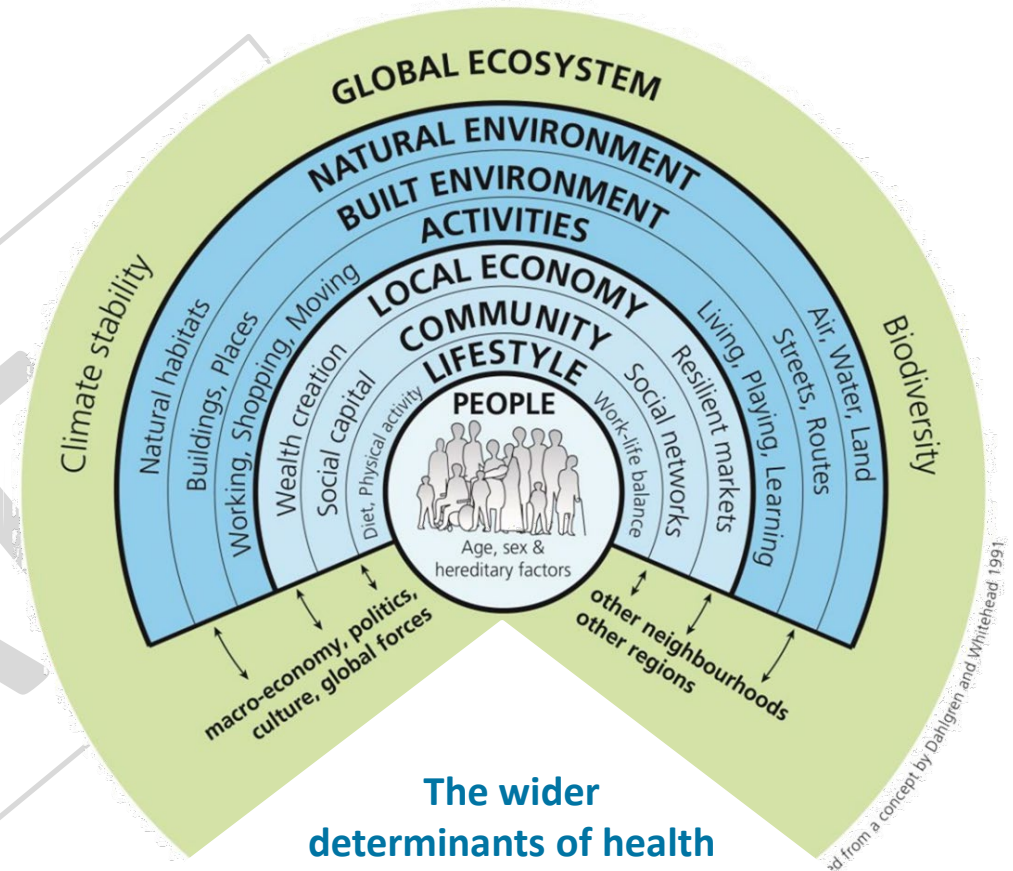 GLOBAL ECOSYSTEM
Climate stability
Biodiversity
NATURAL ENVIRONMENT
Natural habitats
Air, Water, Land
BUILT ENVIRONMENT
Buildings, Places
Streets, Routes
ACTIVITIES
Working, Shopping, Moving
Living, Playing, Learning
LOCAL ECONOMY
Wealth creation
Resilient markets
COMMUNITY
Social capital
Social networks
LIFESTYLE
Diet, Physical activity
Work-life balance
PEOPLE
Age, sex &
hereditary factors
macro-economy, politics,
culture, global forces
other neighbourhoods
other regions
from a concept by Dahlgren and Whitehead 1991
The wider
determinants of health